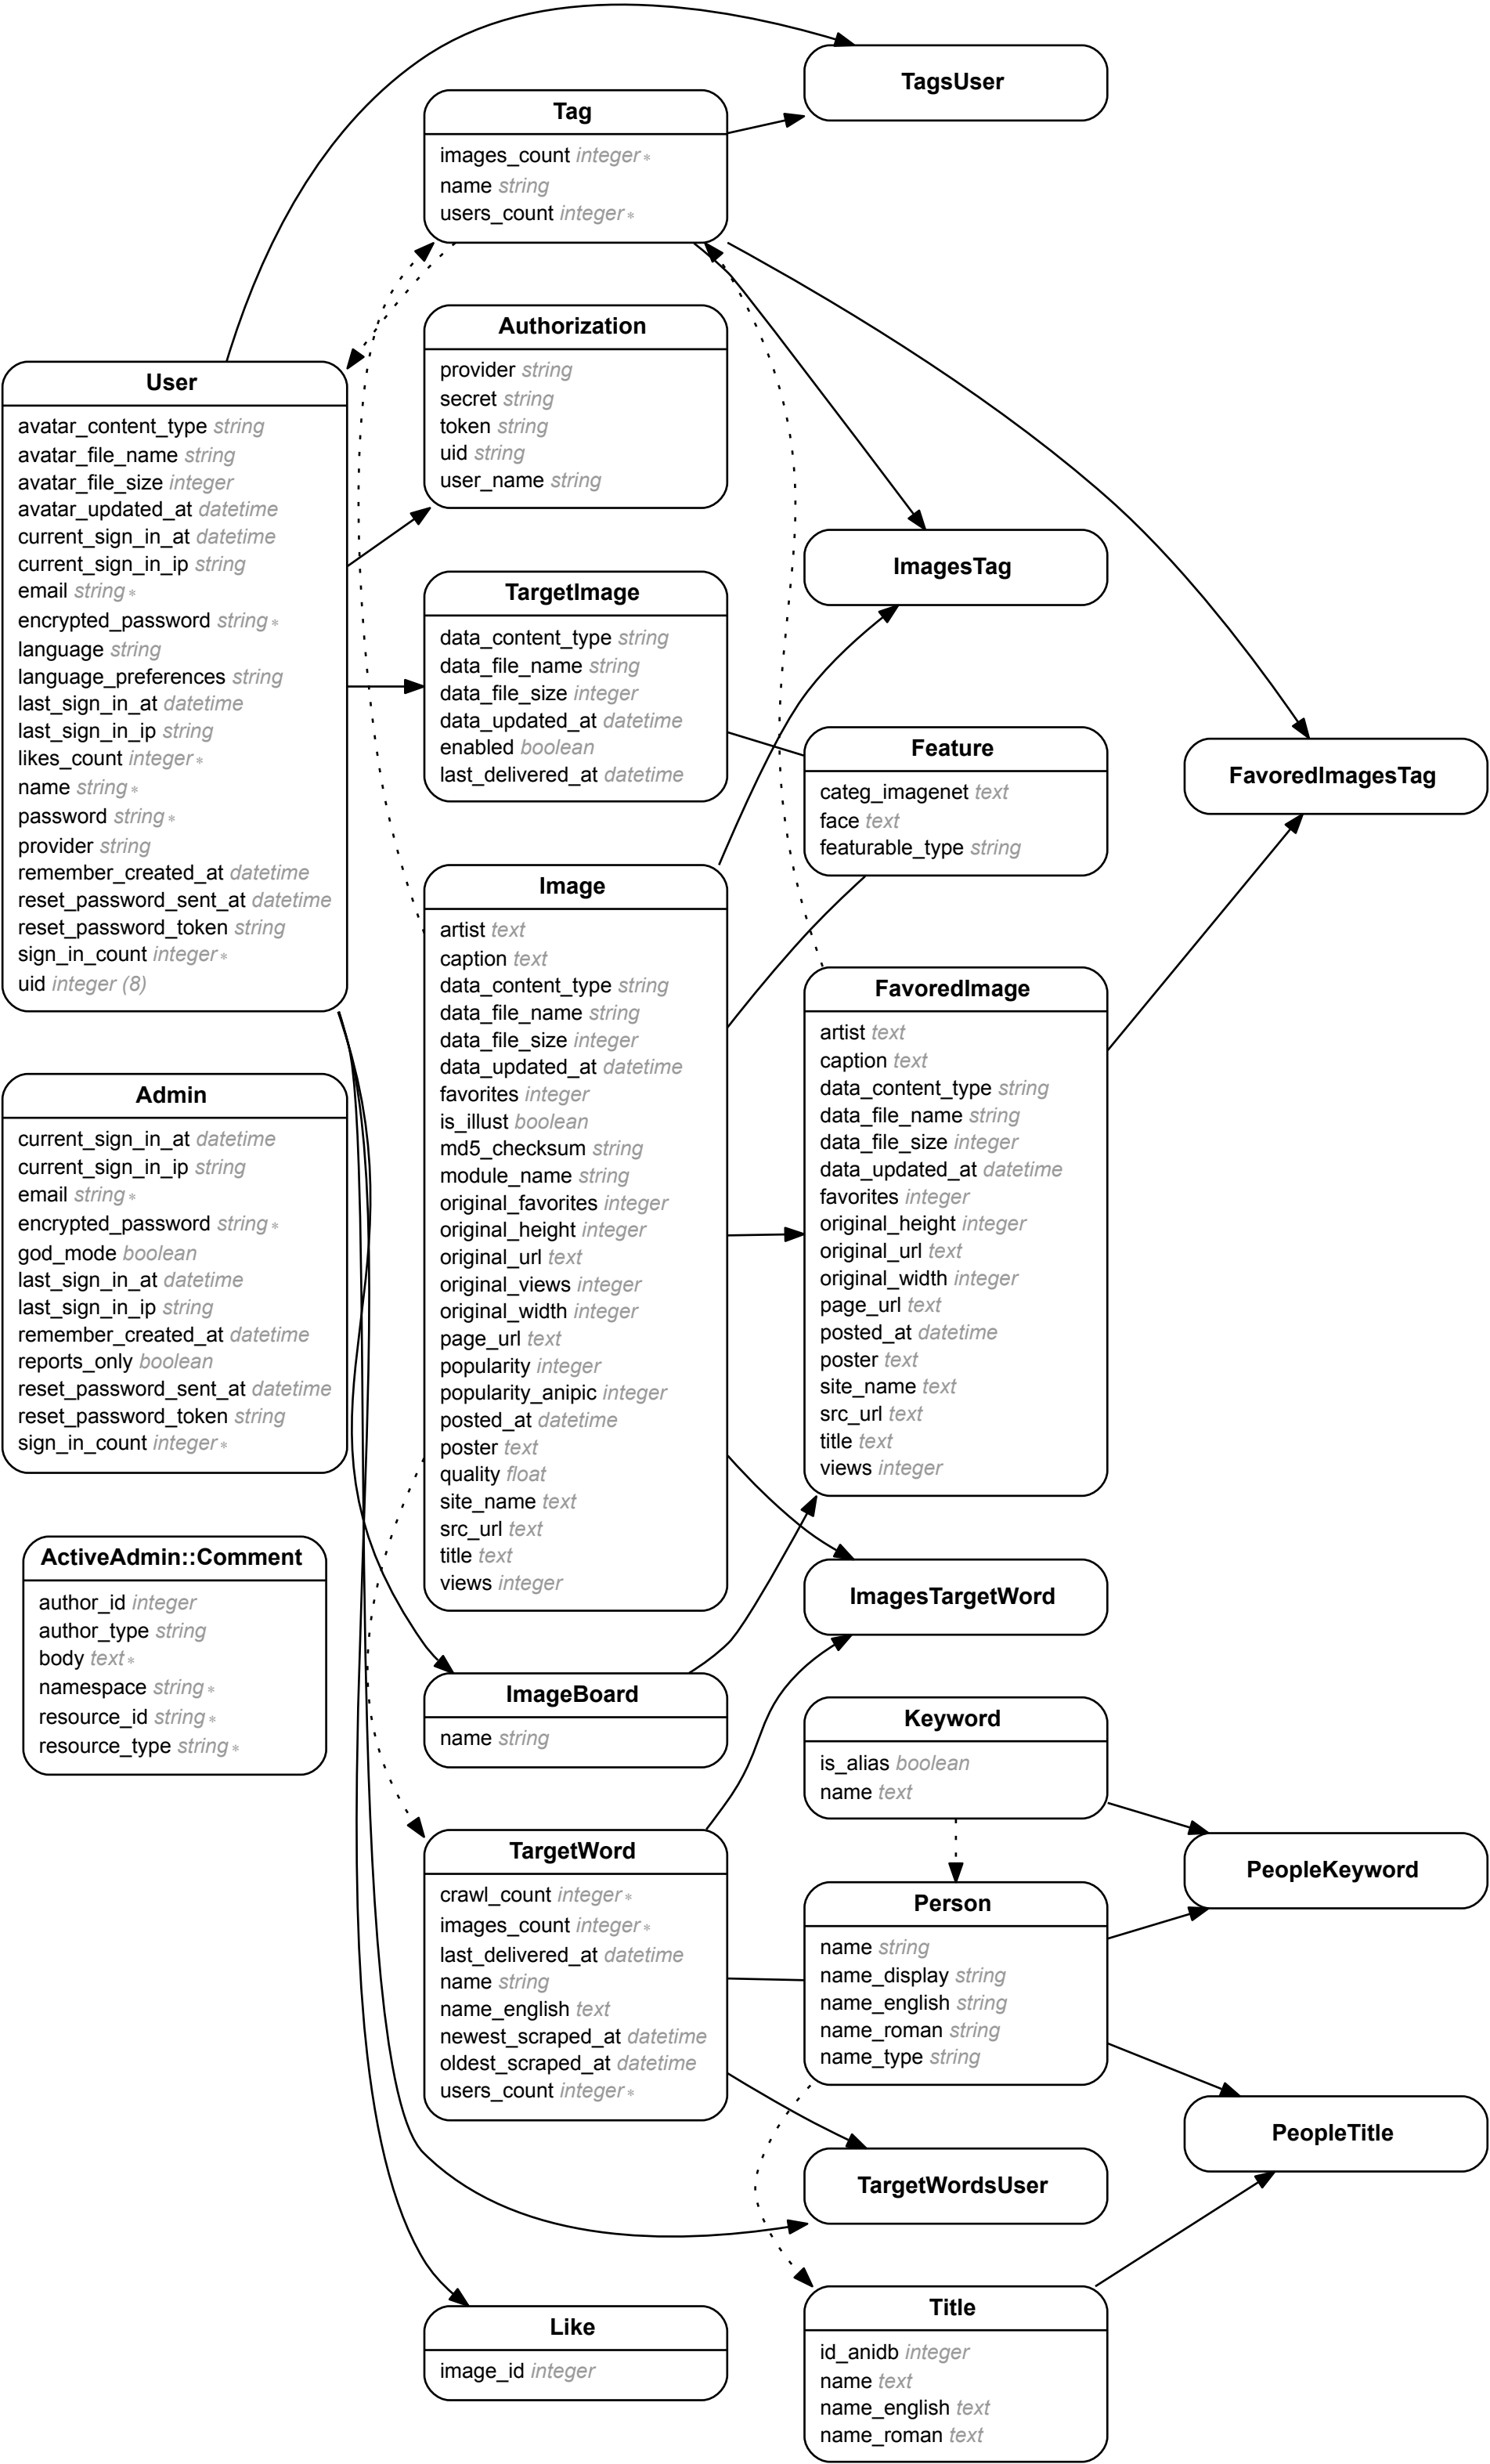 TagsUser
Tag
images_count integer ∗
name string
users_count integer ∗
Authorization
provider string
secret string
token string
uid string
user_name string
User
avatar_content_type string
avatar_file_name string
avatar_file_size integer
avatar_updated_at datetime
current_sign_in_at datetime
current_sign_in_ip string
email string ∗
encrypted_password string ∗
language string
language_preferences string
last_sign_in_at datetime
last_sign_in_ip string
likes_count integer ∗
name string ∗
password string ∗
provider string
remember_created_at datetime
reset_password_sent_at datetime
reset_password_token string
sign_in_count integer ∗
uid integer (8)
ImagesTag
TargetImage
data_content_type string
data_file_name string
data_file_size integer
data_updated_at datetime
enabled boolean
last_delivered_at datetime
Feature
categ_imagenet text
face text
featurable_type string
FavoredImagesTag
Image
artist text
caption text
data_content_type string
data_file_name string
data_file_size integer
data_updated_at datetime
favorites integer
is_illust boolean
md5_checksum string
module_name string
original_favorites integer
original_height integer
original_url text
original_views integer
original_width integer
page_url text
popularity integer
popularity_anipic integer
posted_at datetime
poster text
quality float
site_name text
src_url text
title text
views integer
FavoredImage
artist text
caption text
data_content_type string
data_file_name string
data_file_size integer
data_updated_at datetime
favorites integer
original_height integer
original_url text
original_width integer
page_url text
posted_at datetime
poster text
site_name text
src_url text
title text
views integer
Admin
current_sign_in_at datetime
current_sign_in_ip string
email string ∗
encrypted_password string ∗
god_mode boolean
last_sign_in_at datetime
last_sign_in_ip string
remember_created_at datetime
reports_only boolean
reset_password_sent_at datetime
reset_password_token string
sign_in_count integer ∗
ActiveAdmin::Comment
author_id integer
author_type string
body text ∗
namespace string ∗
resource_id string ∗
resource_type string ∗
ImagesTargetWord
ImageBoard
name string
Keyword
is_alias boolean
name text
PeopleKeyword
TargetWord
crawl_count integer ∗
images_count integer ∗
last_delivered_at datetime
name string
name_english text
newest_scraped_at datetime
oldest_scraped_at datetime
users_count integer ∗
Person
name string
name_display string
name_english string
name_roman string
name_type string
PeopleTitle
TargetWordsUser
Like
image_id integer
Title
id_anidb integer
name text
name_english text
name_roman text